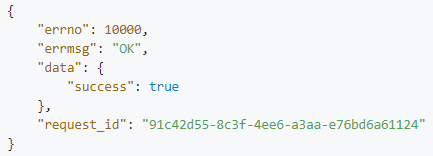 {
    "errno": 10000,
    "errmsg": "OK",
    "data": {
        "success": true
    },
    "request_id": "91c42d55-8c3f-4ee6-a3aa-e76bd6a61124"
}